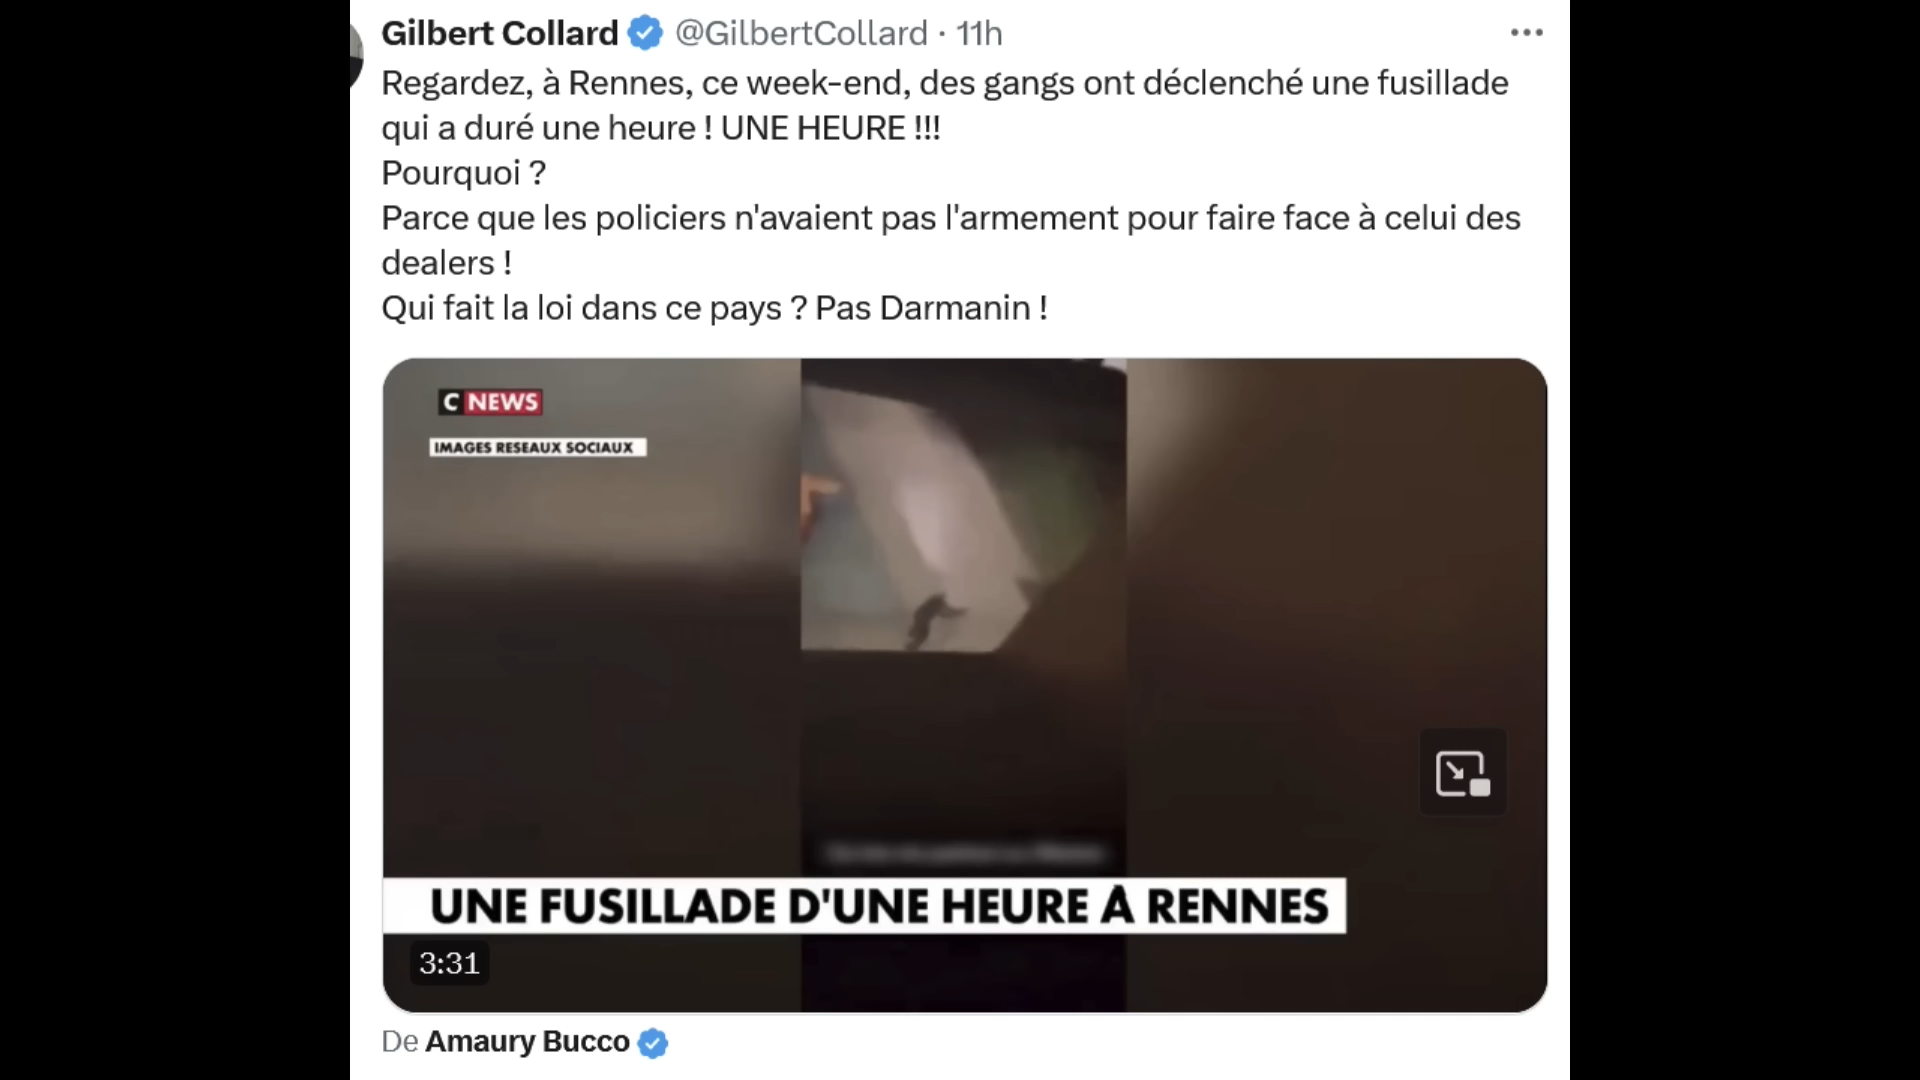 Gilbert Collard @GilbertCollard · 11h
Regardez, à Rennes, ce week-end, des gangs ont déclenché une fusillade
qui a duré une heure ! UNE HEURE !!!
Pourquoi ?
Parce que les policiers n'avaient pas l'armement pour faire face à celui des
dealers !
Qui fait la loi dans ce pays ? Pas Darmanin !
C NEWS
IMAGES RESEAUX SOCIAUX
UNE FUSILLADE D'UNE HEURE À RENNES
3:31
De Amaury Bucco